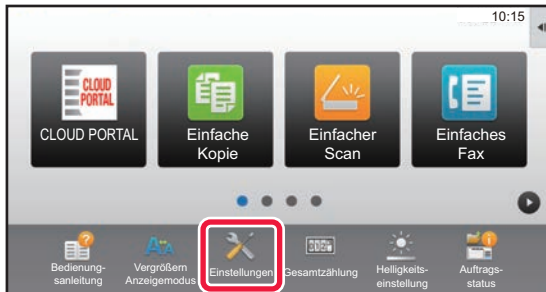 10:15
CLOUD
PORTAL
CLOUD PORTAL
Einfache
Kopie
Einfacher
Scan
Einfaches
Fax
Bedienung-
sanleitung
Vergrößern
Anzeigemodus
Einstellungen
Gesamtzählung
Helligkeits-
einstellung
Auftrags-
status